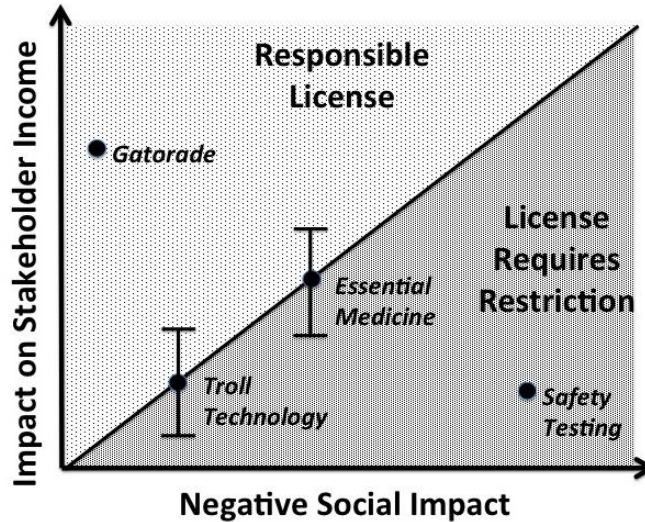 Impact on Stakeholder Income
Responsible
License
Gatorade
License
Requires
Restriction
Essential
Medicine
Troll
Technology
Safety
Testing
Negative Social Impact